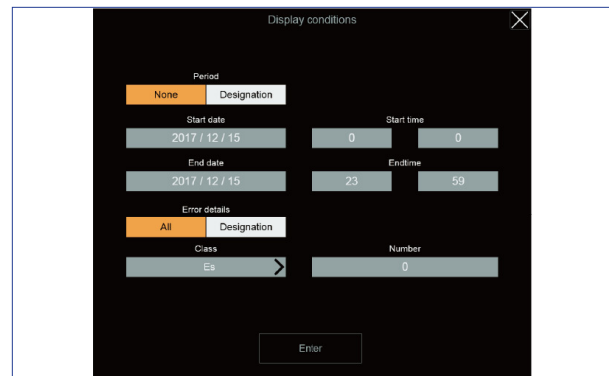 Display conditions
Period
None Designation
Start date Start time
2017 / 12 / 15 0 0
End date Endtime
2017 / 12 / 15 23 59
Error details
All Designation
Class Number
Es 0
Enter